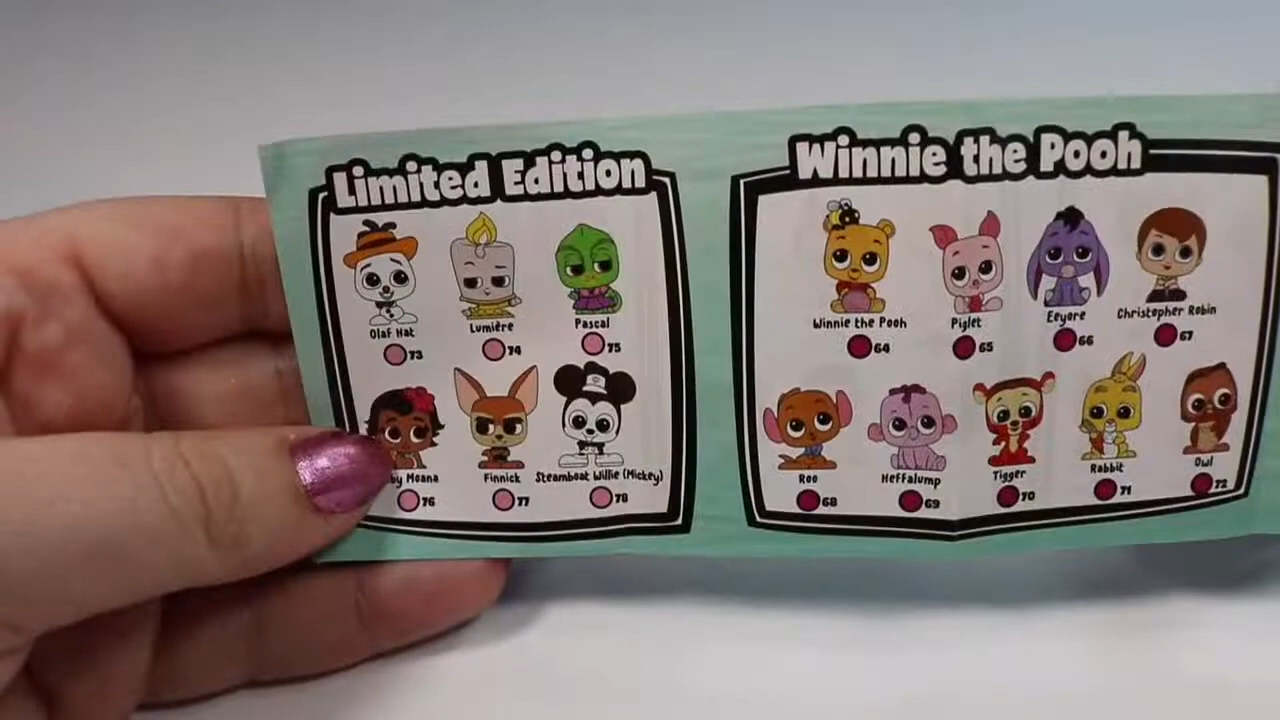 Limited Edition
Olaf Hat
73
Lumière
74
Pascal
75
by Moana
76
Finnick
77
Steamboat Willie (Mickey)
78
Winnie the Pooh
Winnie the Pooh
64
Piglet
65
Eeyore
66
Christopher Robin
67
Roo
68
Heffalump
69
Tigger
70
Rabbit
71
Owl
72